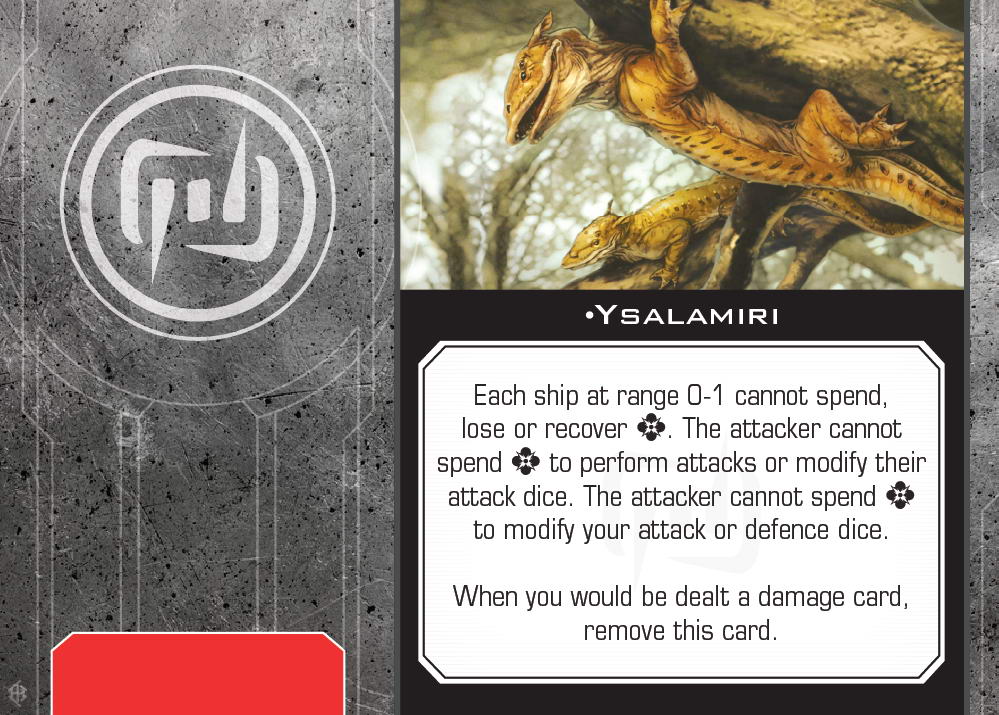 •Ysalamiri
Each ship at range 0-1 cannot spend,
lose or recover . The attacker cannot
spend to perform attacks or modify their
attack dice. The attacker cannot spend
to modify your attack or defence dice.
When you would be dealt a damage card,
remove this card.